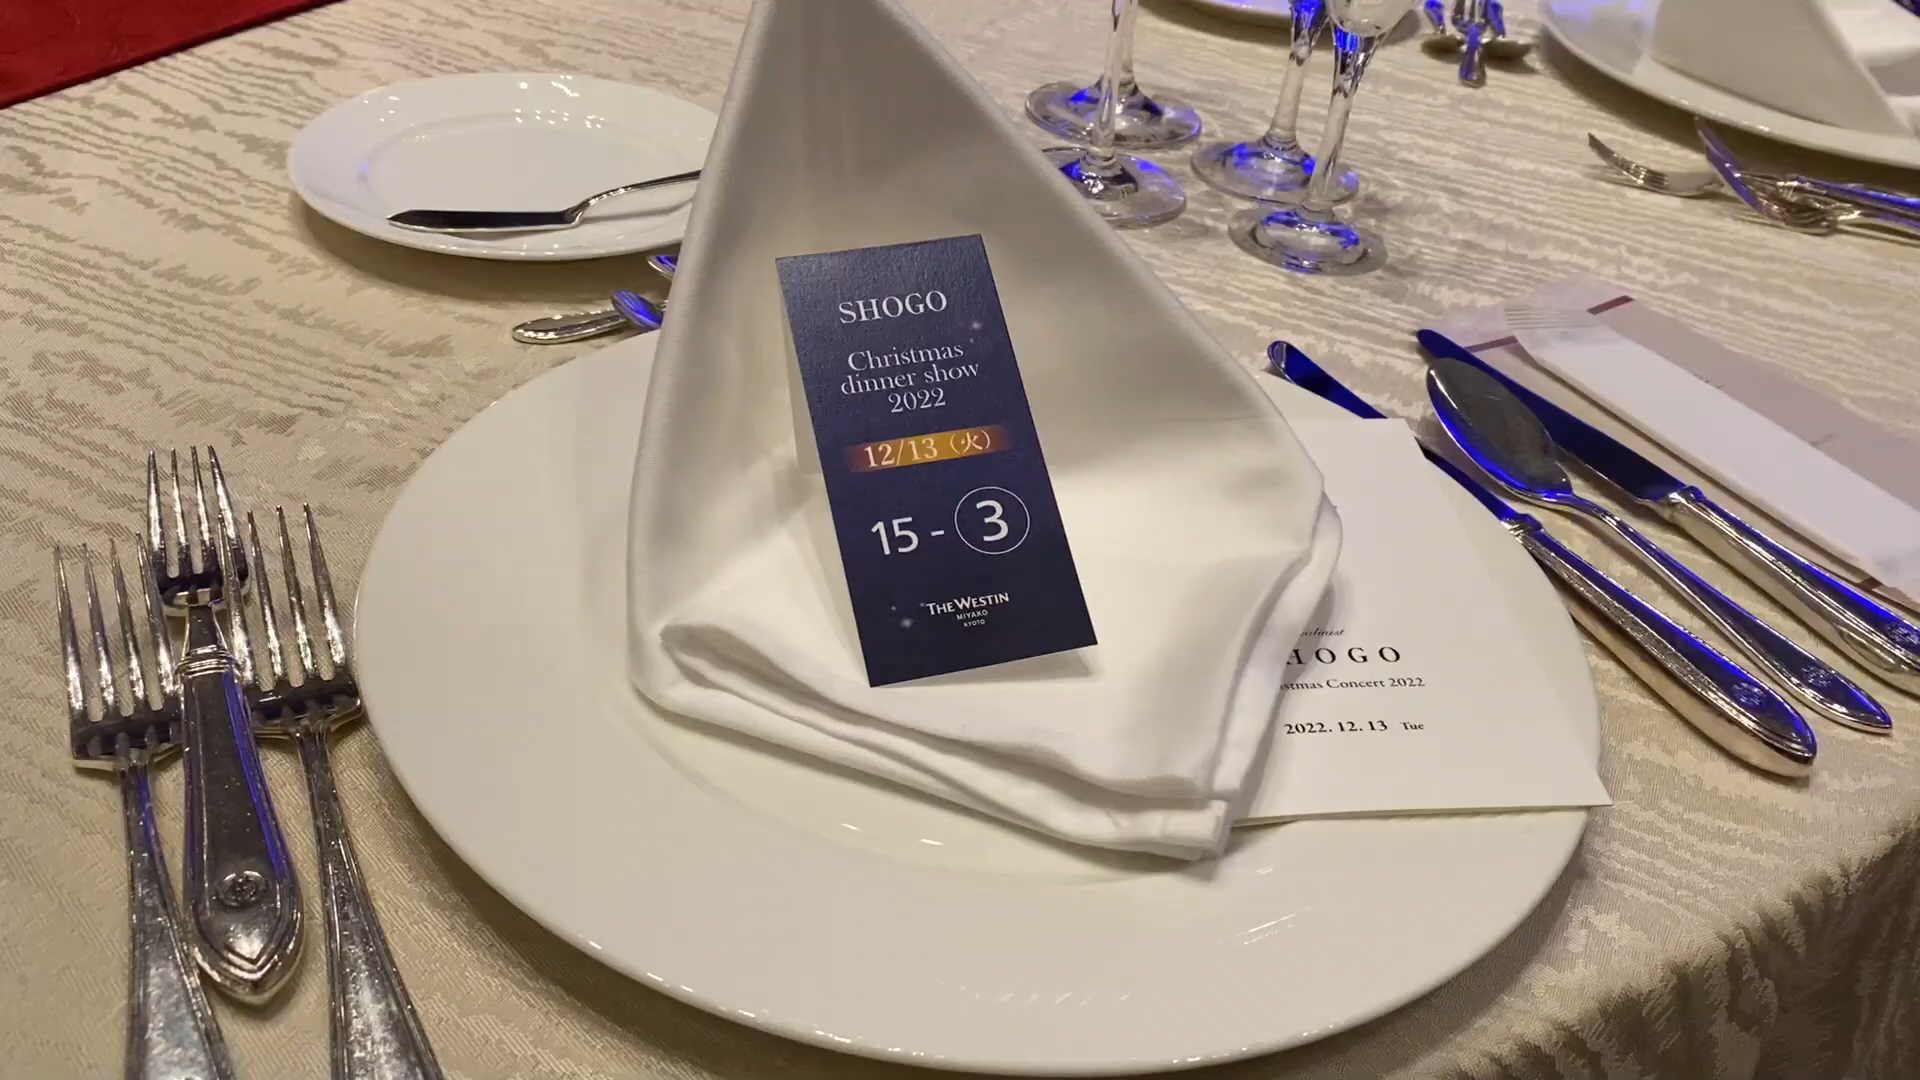 SHOGO
Christmas
dinner show
2022
12/13（火）
15 - ③
THE WESTIN
MIYAKO
KYOTO
HOGO
Concert 2022
2022. 12. 13 Tue